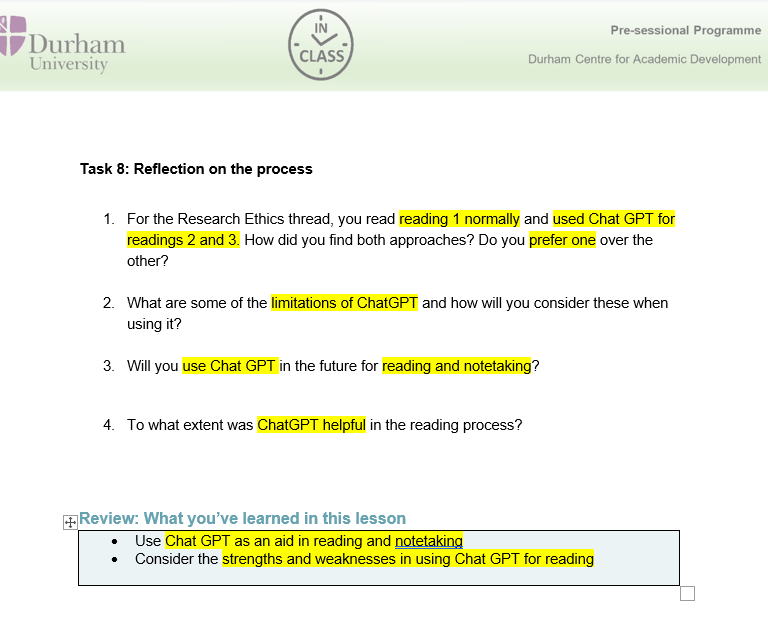 Durham
University
IN
CLASS
Pre-sessional Programme
Durham Centre for Academic Development
Task 8: Reflection on the process
1. For the Research Ethics thread, you read reading 1 normally and used Chat GPT for
readings 2 and 3. How did you find both approaches? Do you prefer one over the
other?
2. What are some of the limitations of ChatGPT and how will you consider these when
using it?
3. Will you use Chat GPT in the future for reading and notetaking?
4. To what extent was ChatGPT helpful in the reading process?
Review: What you've learned in this lesson
• Use Chat GPT as an aid in reading and notetaking
• Consider the strengths and weaknesses in using Chat GPT for reading